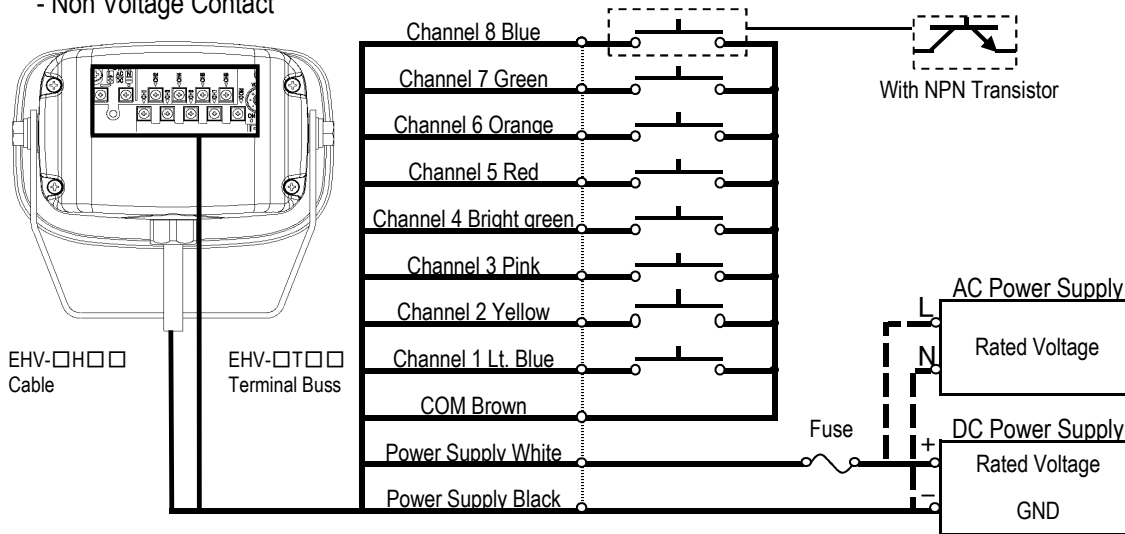 - Non Voltage Contact
Channel 8 Blue
Channel 7 Green
Channel 6 Orange
Channel 5 Red
Channel 4 Bright green
Channel 3 Pink
Channel 2 Yellow
Channel 1 Lt. Blue
COM Brown
Power Supply White
Power Supply Black
With NPN Transistor
EHV-□H□□
Cable
EHV-□T□□
Terminal Buss
Fuse
AC Power Supply
L
N
Rated Voltage
DC Power Supply
+
Rated Voltage
−
GND